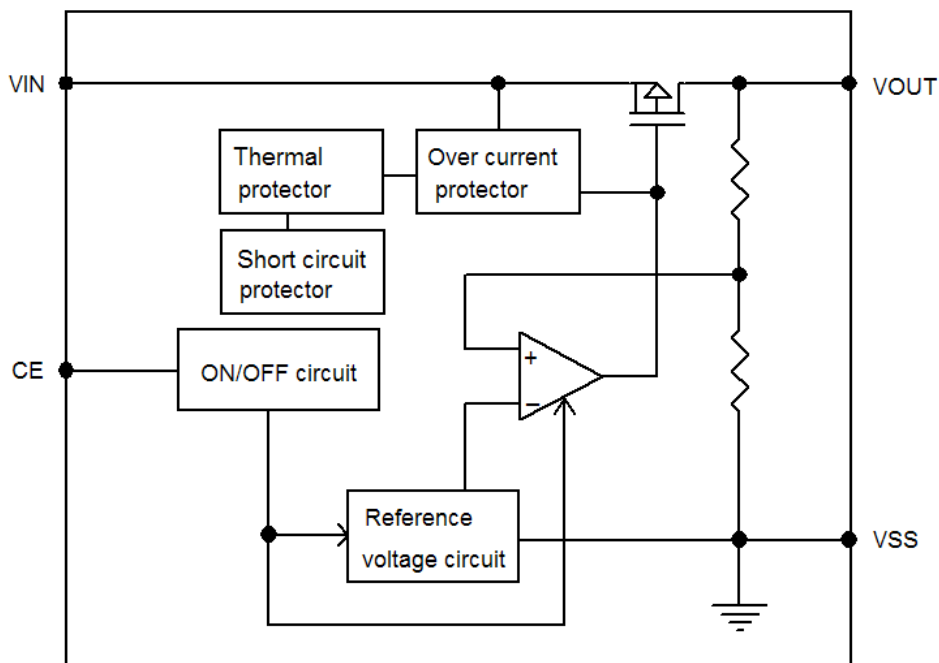 VIN
VOUT
Thermal
protector
Over current
protector
Short circuit
protector
CE
ON/OFF circuit
+
−
Reference
voltage circuit
VSS